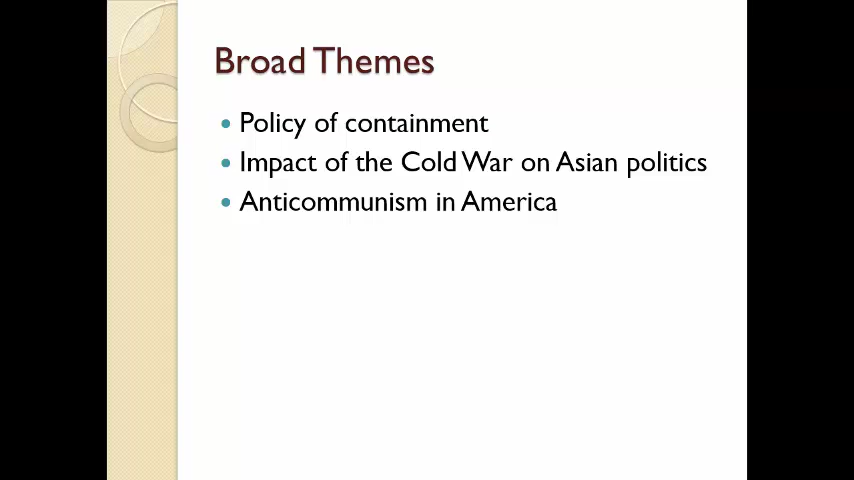 Broad Themes
Policy of containment
Impact of the Cold War on Asian politics
Anticommunism in America